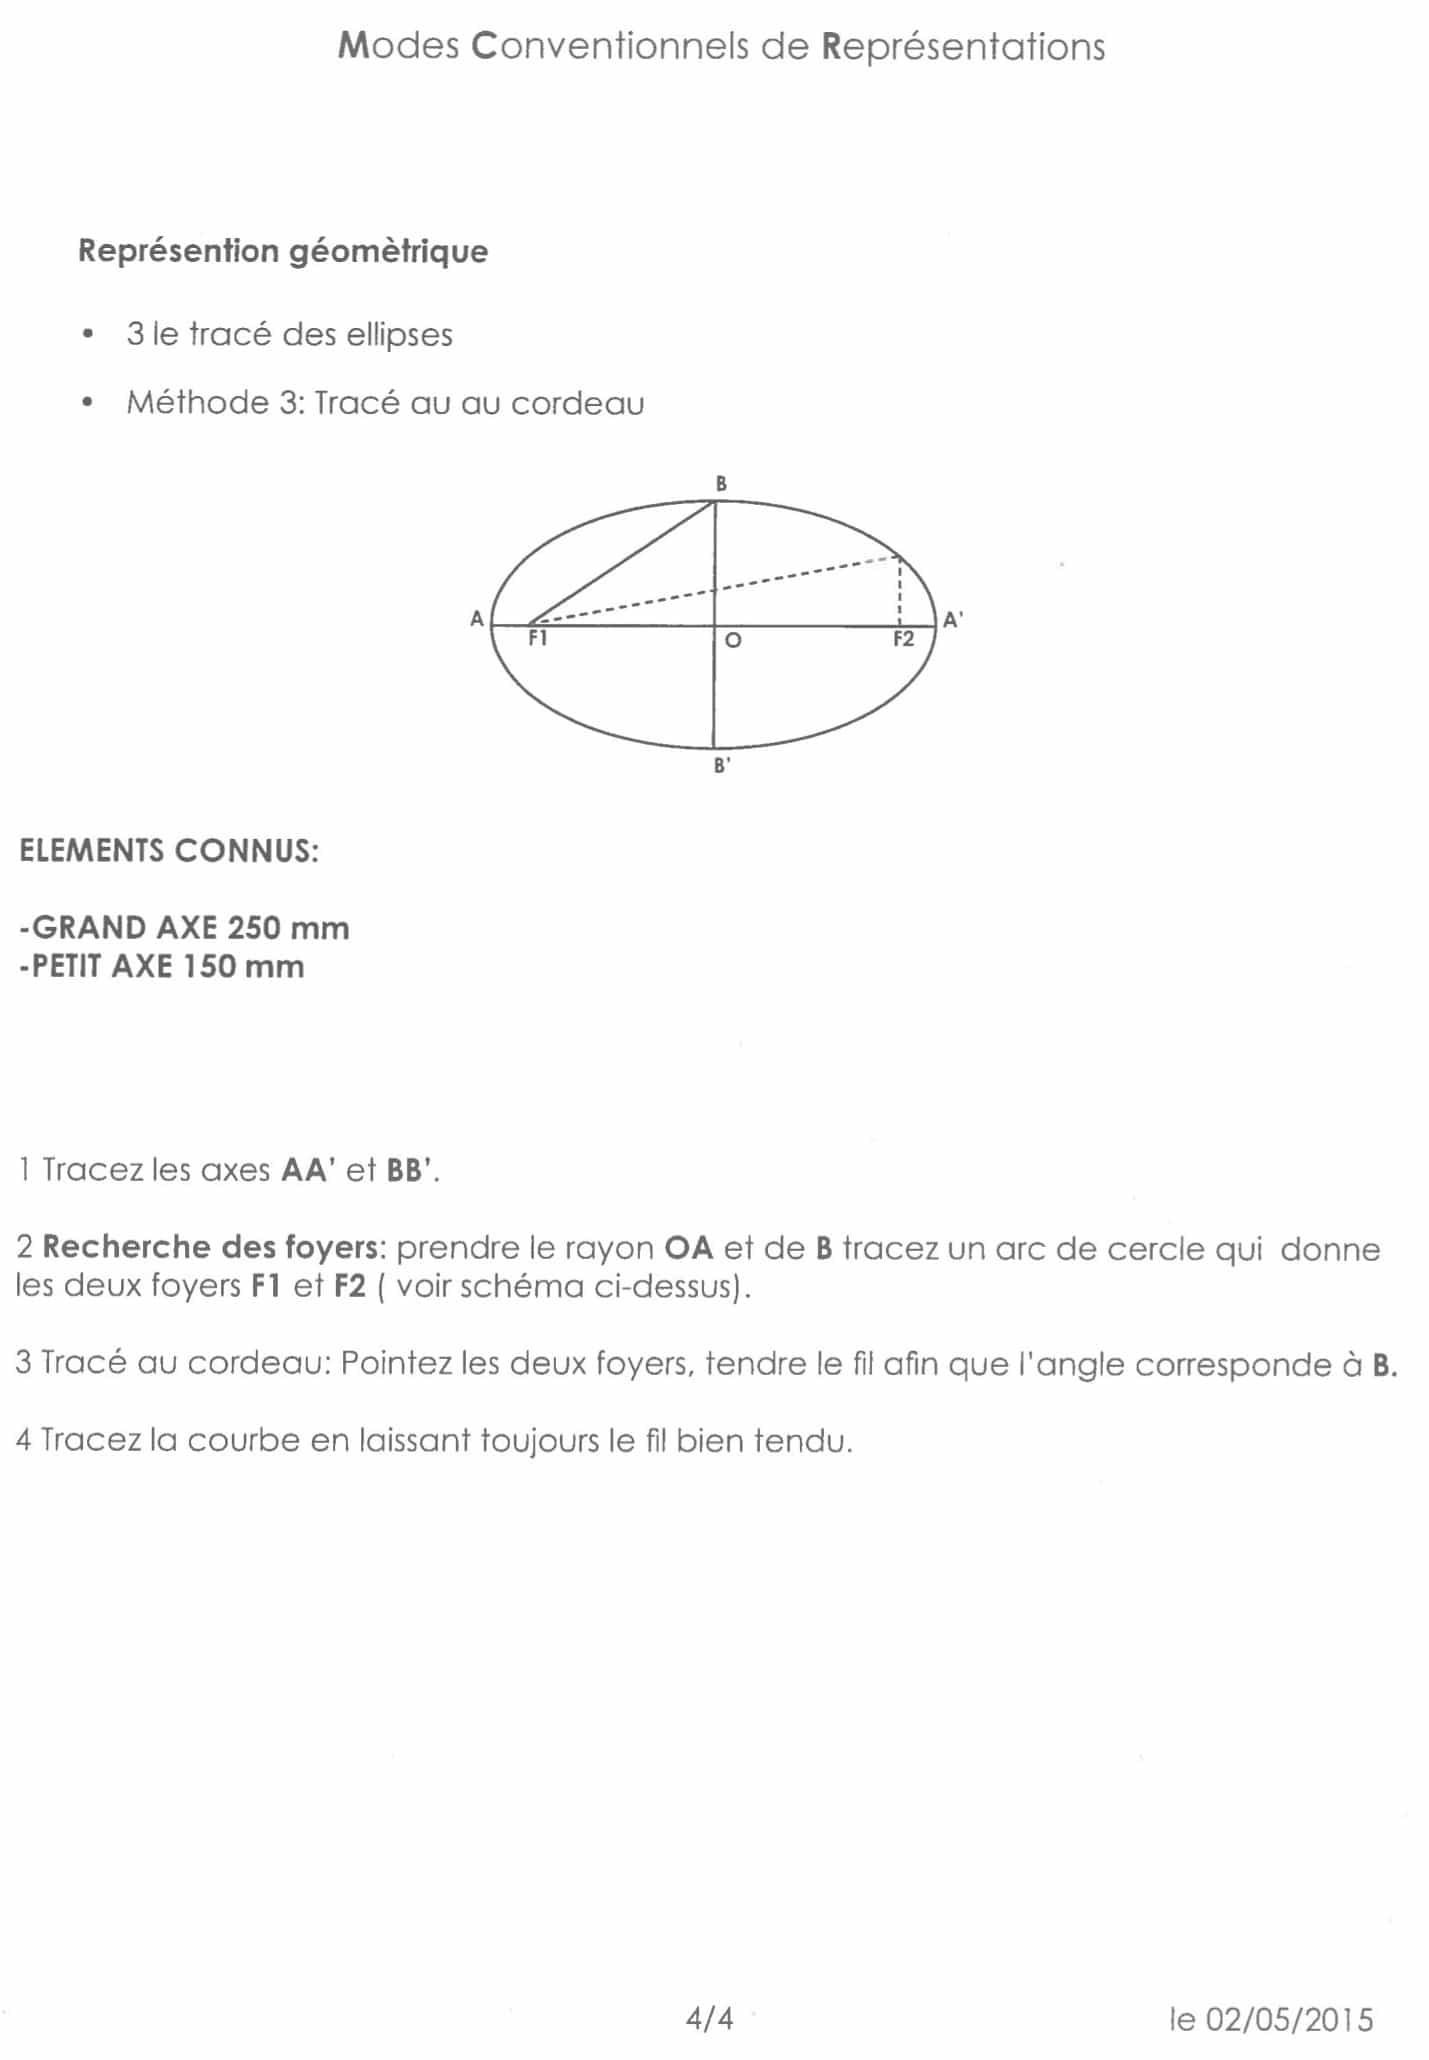 Modes Conventionnels de Représentations
Représention géomètrique
• 3 le tracé des ellipses
• Méthode 3: Tracé au au cordeau
B
A
A'
F1
O
F2
B'
ELEMENTS CONNUS:
-GRAND AXE 250 mm
-PETIT AXE 150 mm
1 Tracez les axes AA' et BB'.
2 Recherche des foyers: prendre le rayon OA et de B tracez un arc de cercle qui donne
les deux foyers F1 et F2 ( voir schéma ci-dessus).
3 Tracé au cordeau: Pointez les deux foyers, tendre le fil afin que l'angle corresponde à B.
4 Tracez la courbe en laissant toujours le fil bien tendu.
4/4
le 02/05/2015